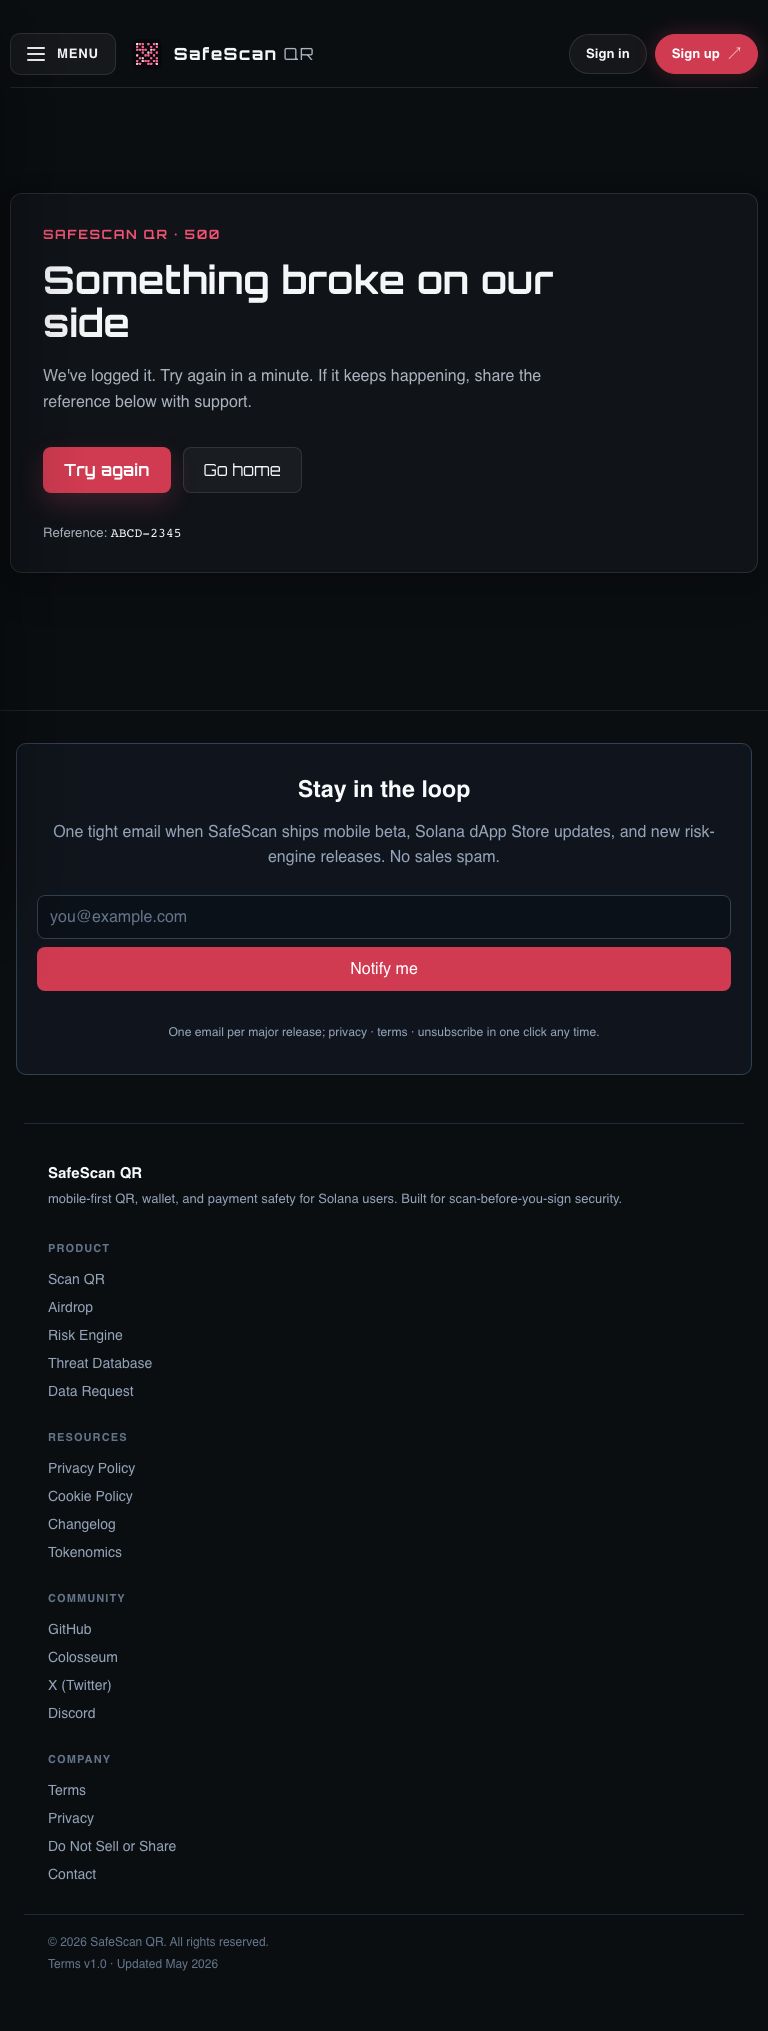 MENU
SafeScan QR
Sign in
Sign up ↗
SAFESCAN QR · 500
Something broke on our
side
We've logged it. Try again in a minute. If it keeps happening, share the
reference below with support.
Try again
Go home
Reference: ABCD-2345
Stay in the loop
One tight email when SafeScan ships mobile beta, Solana dApp Store updates, and new risk-
engine releases. No sales spam.
you@example.com
Notify me
One email per major release; privacy · terms · unsubscribe in one click any time.
SafeScan QR
mobile-first QR, wallet, and payment safety for Solana users. Built for scan-before-you-sign security.
PRODUCT
Scan QR
Airdrop
Risk Engine
Threat Database
Data Request
RESOURCES
Privacy Policy
Cookie Policy
Changelog
Tokenomics
COMMUNITY
GitHub
Colosseum
X (Twitter)
Discord
COMPANY
Terms
Privacy
Do Not Sell or Share
Contact
© 2026 SafeScan QR. All rights reserved.
Terms v1.0 · Updated May 2026